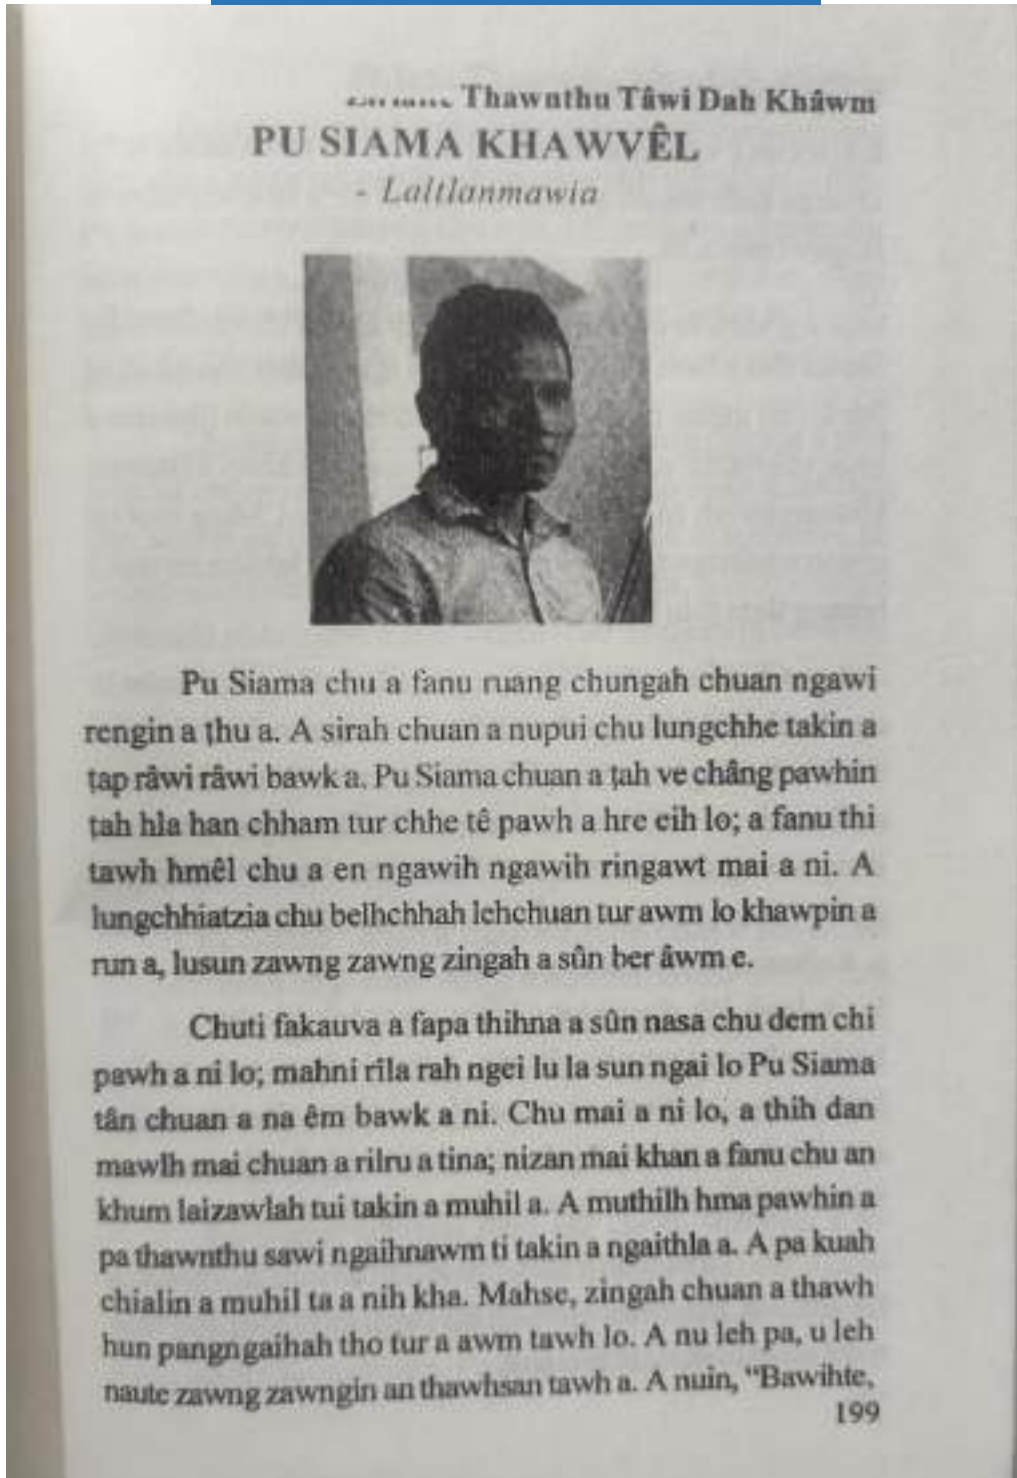 Thawnthu Tâwi Dah Khâwm
PU SIAMA KHAWVÊL
- Laltlanmawia
Pu Siama chu a fanu ruang chungah chuan ngawi
rengin a ṭhu a. A sirah chuan a nupui chu lungchhe takin a
ṭap râwi râwi bawk a. Pu Siama chuan a ṭah ve châng pawhin
ṭah hla han chham tur chhe tê pawh a hre eih lo; a fanu thi
tawh hmêl chu a en ngawih ngawih ringawt mai a ni. A
lungchhiatzia chu belhchhah lehchuan tur awm lo khawpin a
run a, lusun zawng zawng zingah a sûn ber âwm e.
Chuti fakauva a fapa thihna a sûn nasa chu dem chi
pawh a ni lo; mahni rîla rah ngei lu la sun ngai lo Pu Siama
tân chuan a na êm bawk a ni. Chu mai a ni lo, a thih dan
mawlh mai chuan a rilru a tina; nizan mai khan a fanu chu an
khum laizawlah tui takin a muhil a. A muthilh hma pawhin a
pa thawnthu sawi ngaihnawm ti takin a ngaithla a. A pa kuah
chialin a muhil ta a nih kha. Mahse, zingah chuan a thawh
hun pangngaihah tho tur a awm tawh lo. A nu leh pa, u leh
naute zawng zawngin an thawhsan tawh a. A nuin, “Bawihte,
199